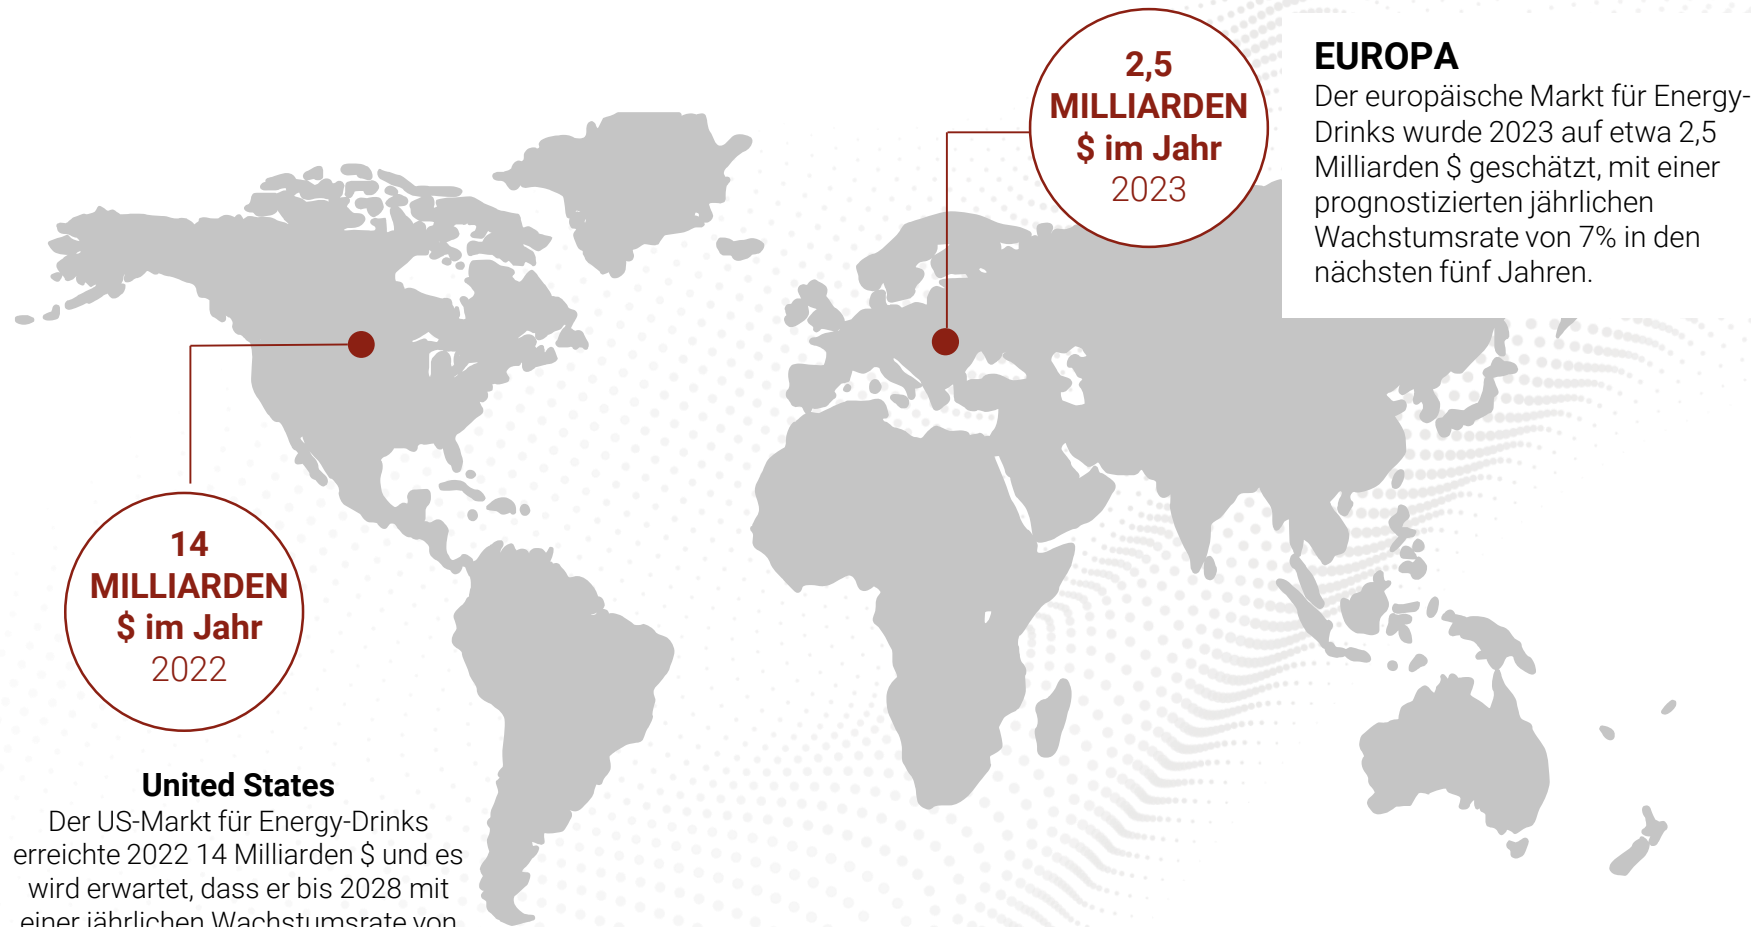 2,5
MILLIARDEN
$ im Jahr
2023
EUROPA
Der europäische Markt für Energy-
Drinks wurde 2023 auf etwa 2,5
Milliarden $ geschätzt, mit einer
prognostizierten jährlichen
Wachstumsrate von 7% in den
nächsten fünf Jahren.
14
MILLIARDEN
$ im Jahr
2022
United States
Der US-Markt für Energy-Drinks
erreichte 2022 14 Milliarden $ und es
wird erwartet, dass er bis 2028 mit
einer jährlichen Wachstumsrate von